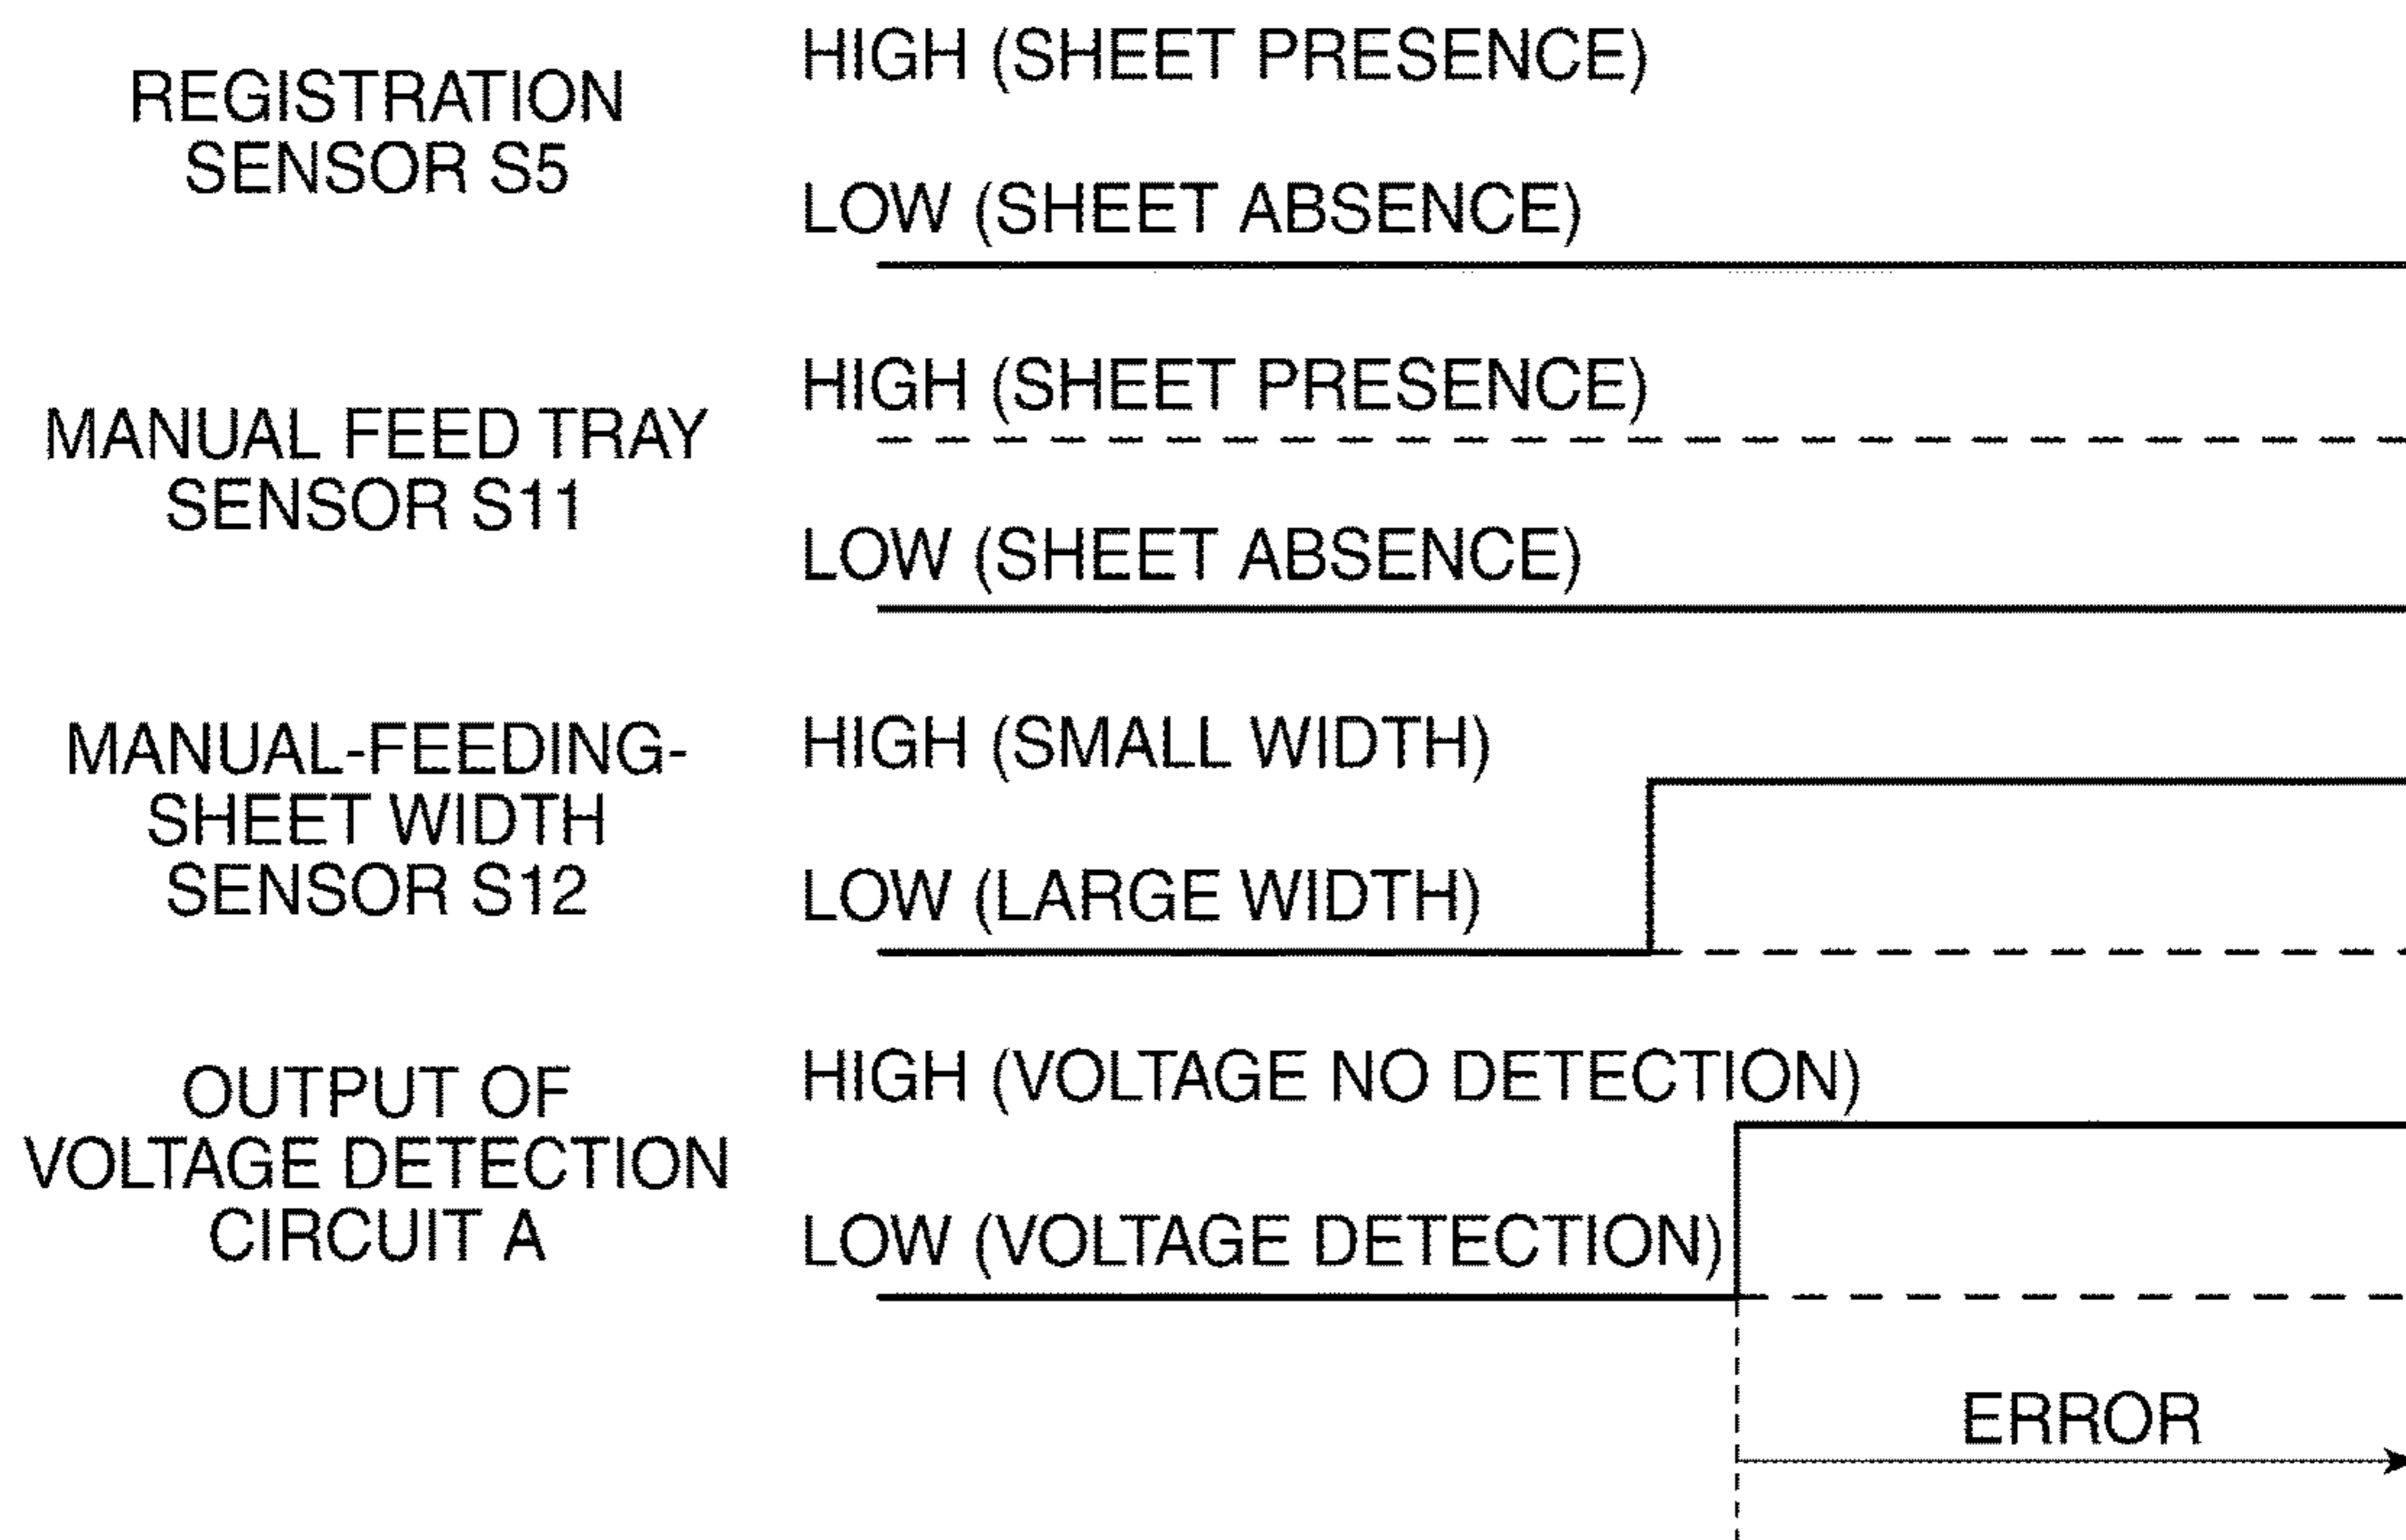 REGISTRATION
SENSOR S5
HIGH (SHEET PRESENCE)
LOW (SHEET ABSENCE)
MANUAL FEED TRAY
SENSOR S11
HIGH (SHEET PRESENCE)
LOW (SHEET ABSENCE)
MANUAL-FEEDING-
SHEET WIDTH
SENSOR S12
HIGH (SMALL WIDTH)
LOW (LARGE WIDTH)
OUTPUT OF
VOLTAGE DETECTION
CIRCUIT A
HIGH (VOLTAGE NO DETECTION)
LOW (VOLTAGE DETECTION)
ERROR